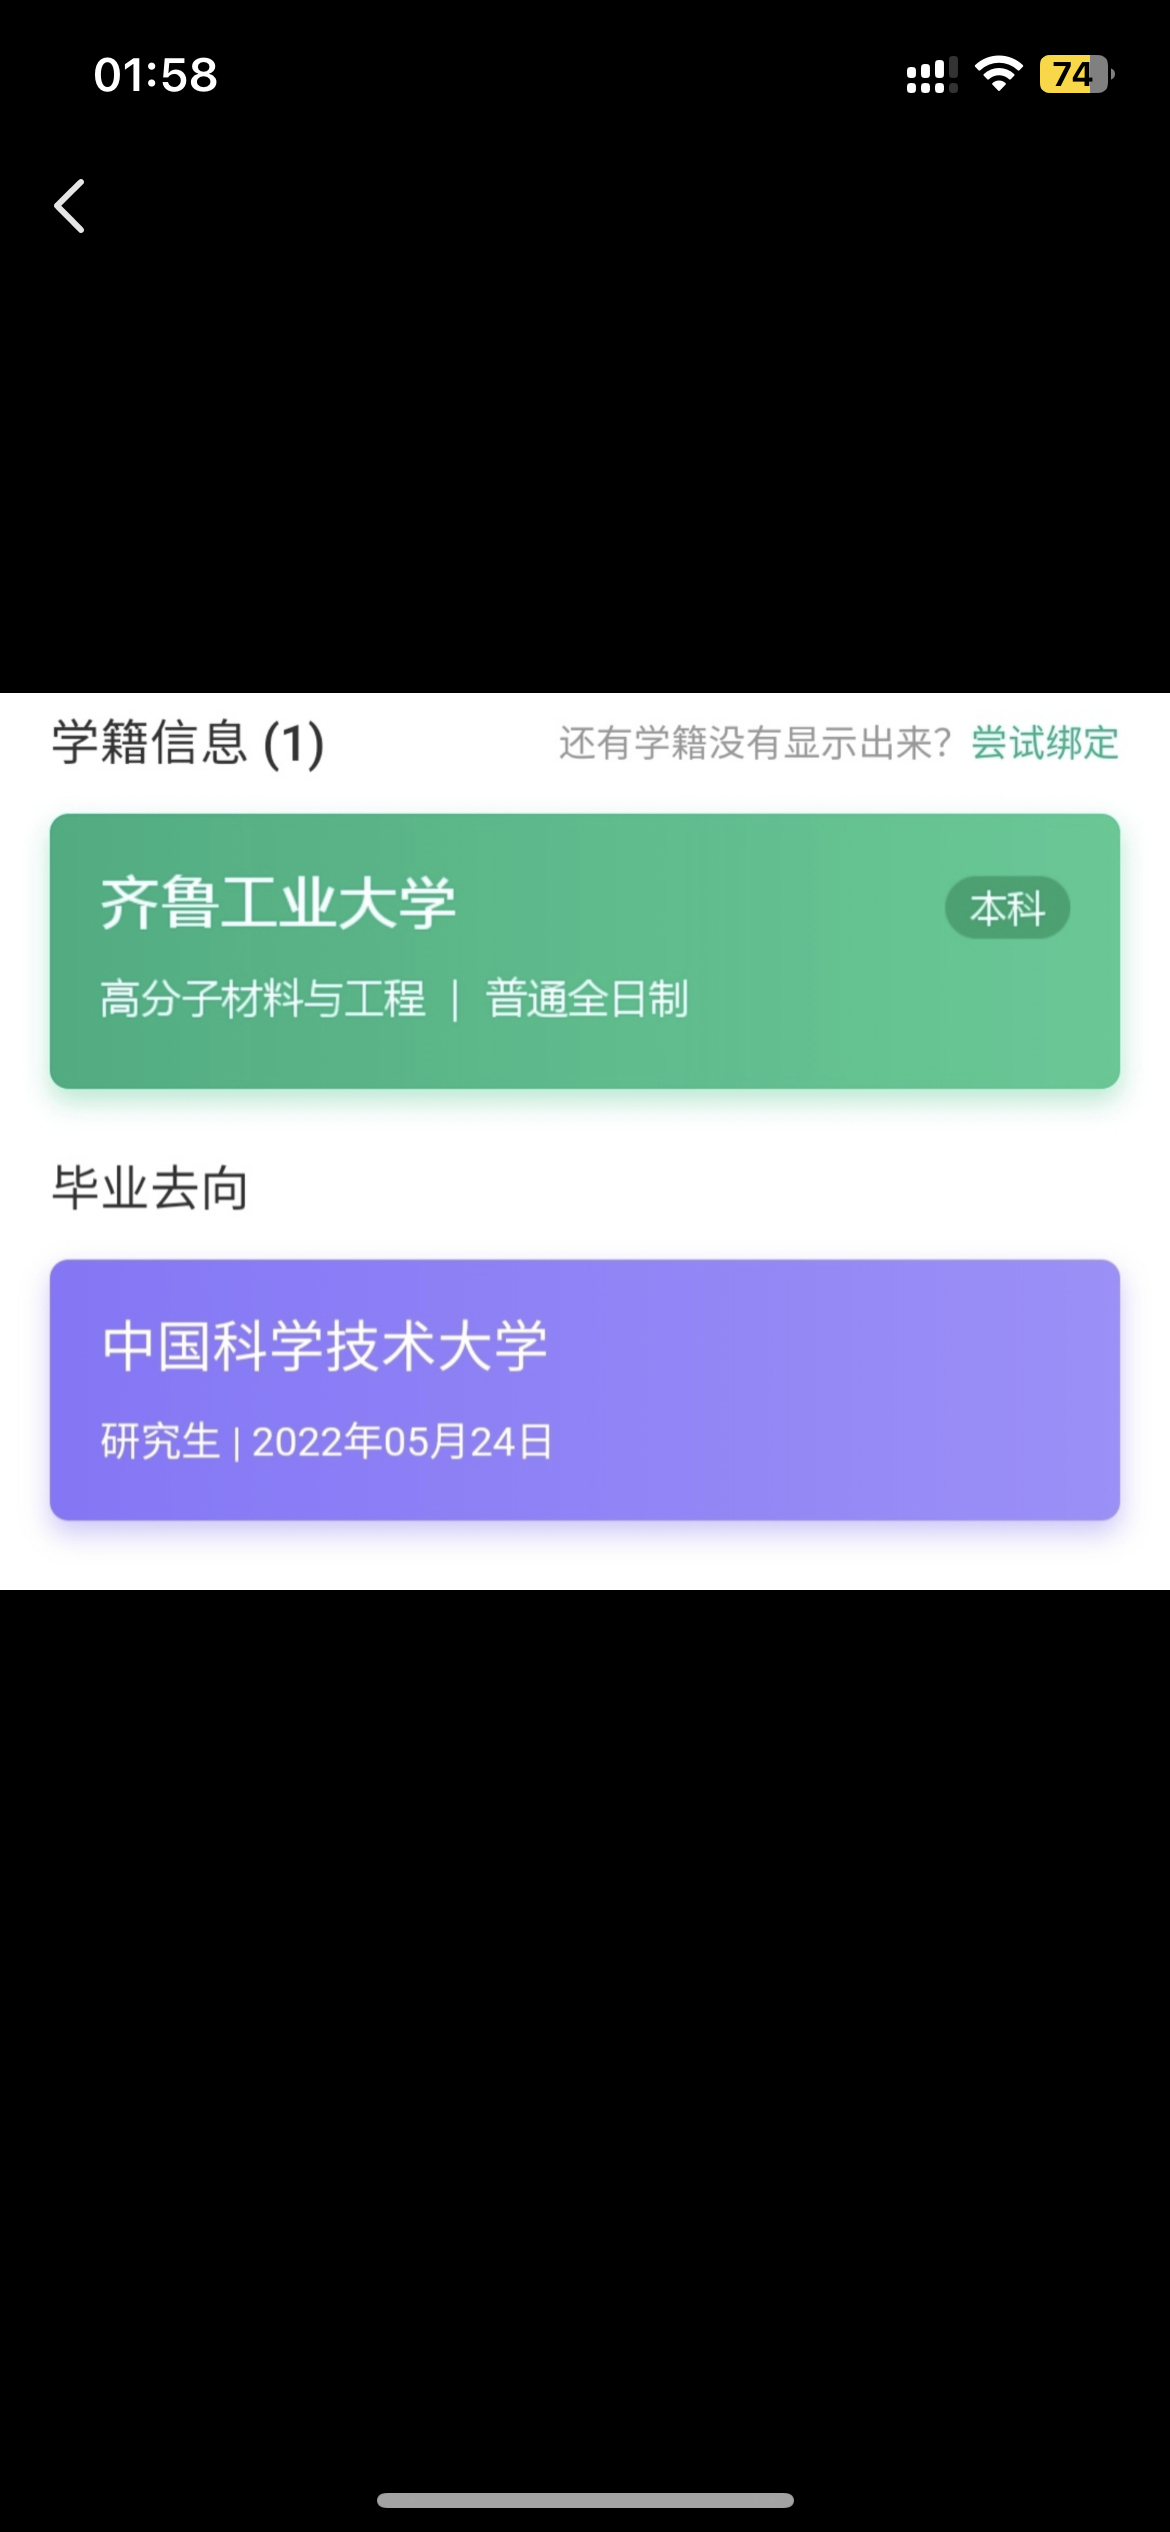 01:58
74
学籍信息 (1)
还有学籍没有显示出来？尝试绑定
齐鲁工业大学
本科
高分子材料与工程 | 普通全日制
毕业去向
中国科学技术大学
研究生 | 2022年05月24日